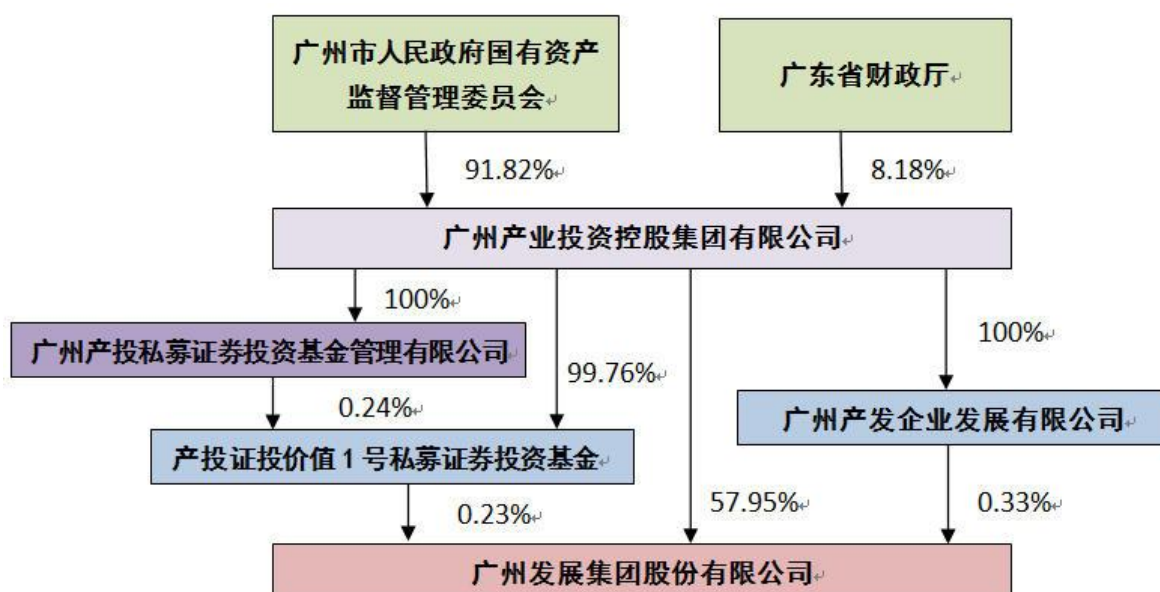 广州市人民政府国有资产
监督管理委员会
广东省财政厅
91.82%
8.18%
广州产业投资控股集团有限公司
100%
广州产投私募证券投资基金管理有限公司
100%
99.76%
0.24%
广州产发企业发展有限公司
产投证投价值1号私募证券投资基金
0.23%
57.95%
0.33%
广州发展集团股份有限公司